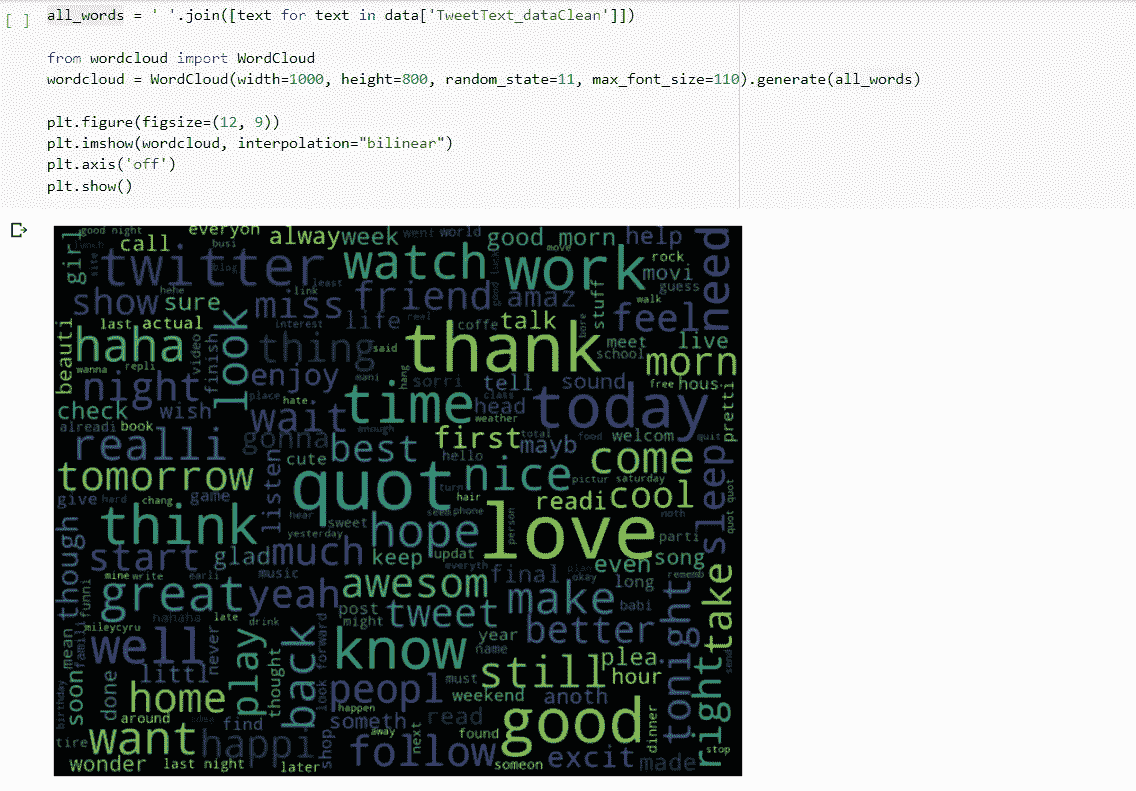 [ ]
all_words = ' '.join([text for text in data['TweetText_dataClean']])
from wordcloud import WordCloud
wordcloud = WordCloud(width=1000, height=800, random_state=11, max_font_size=110).generate(all_words)
plt.figure(figsize=(12, 9))
plt.imshow(wordcloud, interpolation="bilinear")
plt.axis('off')
plt.show()
good night
everyon
alway
week
went
world
good morn
help
girl
call
busi
move
rock
twitter
watch
work
movi
need
site
blog
least
luck
guess
show
sure
hehe
miss
link
friend
amaz
stuff
walk
feel
last
actual
look
interest
life
real
coffe
talk
bore
meet
live
beauti
haha
video
finish
thing
said
thank
school
morn
wanna
repli
night
enjoy
mani
hang
sorri
tell
class
sound
free
hous
check
wish
place
hate
wait
time
head
weather
today
pretti
alreadi
book
gonna
enough
best
first
total
food
welcom
quit
realli
listen
cute
hello
mayb
come
tomorrow
quot
turn
nice
pictur
saturday
sleep
give
hard
chang
game
hair
readi
cool
quot
quot
think
hear
sweet
seem
phone
person
love
noth
parti
yesterday
hope
though
start
glad
much
keep
updat
even
song
mine
write
earli
music
everyth
final
plan
okay
long
rememb
take
funni
great
yeah
awesom
make
babi
hahaha
late
drink
post
might
tweet
better
tonight
mileycyru
mean
famili
well
never
play
back
know
year
name
still
plea
hour
right
send
soon
done
littl
thought
look forward
peopl
must
weekend
anoth
birthday
home
happen
around
idea
find
someth
away
read
found
good
dinner
tire
want
happi
shop
next
follow
excit
made
stop
wonder
last night
later
someon